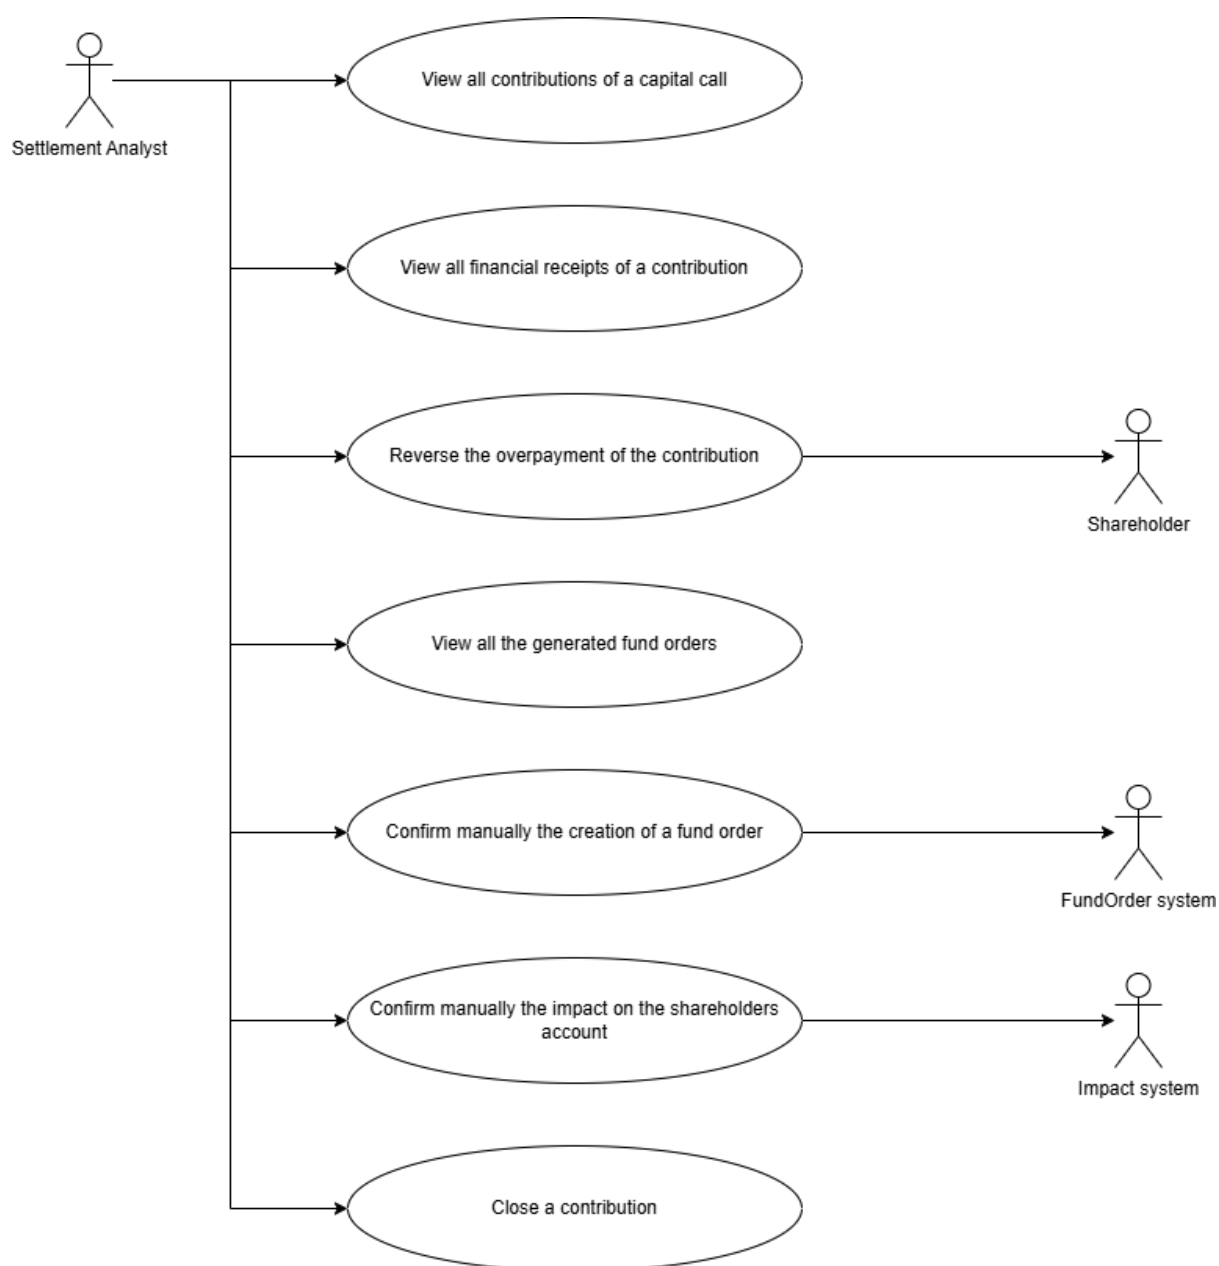 View all contributions of a capital call
Settlement Analyst
View all financial receipts of a contribution
Reverse the overpayment of the contribution
Shareholder
View all the generated fund orders
Confirm manually the creation of a fund order
FundOrder system
Confirm manually the impact on the shareholders
account
Impact system
Close a contribution